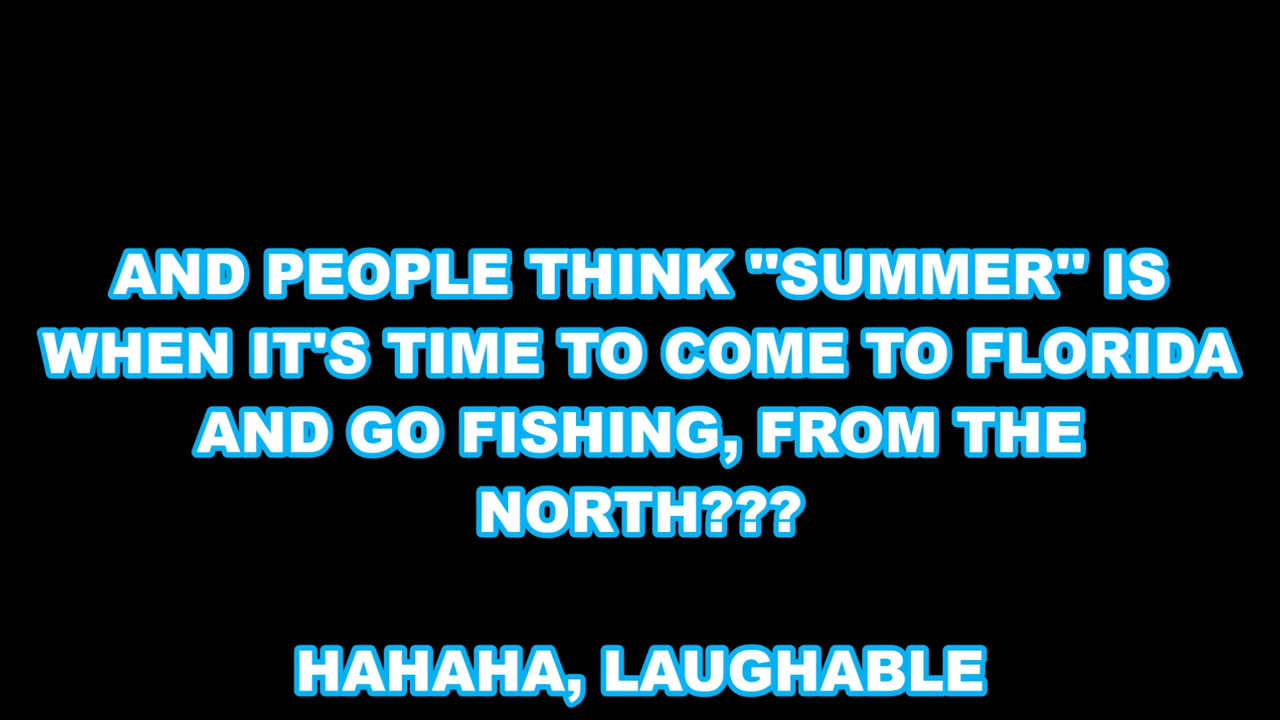 AND PEOPLE THINK "SUMMER" IS
WHEN IT'S TIME TO COME TO FLORIDA
AND GO FISHING, FROM THE
NORTH???
HAHAHA, LAUGHABLE